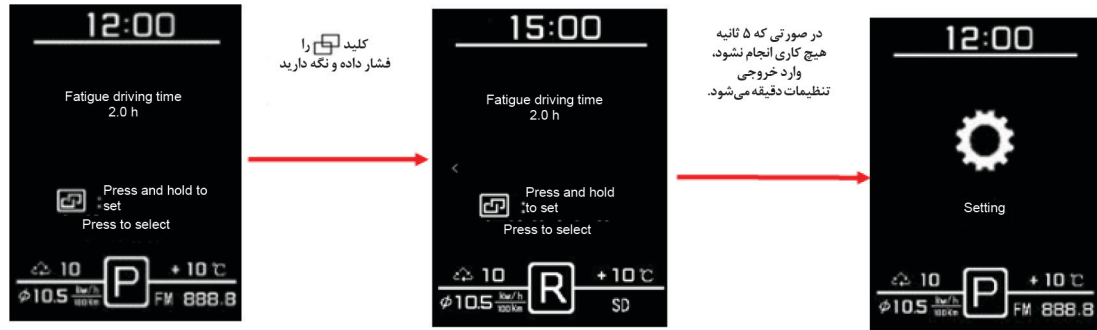 12:00
Fatigue driving time
2.0 h
Press and hold to
:set
Press to select
10
+ 10 ℃
P
ø10.5 kw/h
100Km
FM 888.8
کلید را
فشار داده و نگه دارید
15:00
Fatigue driving time
2.0 h
<
Press and hold
:to set
Press to select
10
+10 ℃
R
ø10.5 kw/h
100Km
SD
در صورتی که ۵ ثانیه
هیچ کاری انجام نشود،
وارد خروجی
تنظیمات دقیقه می‌شود.
12:00
Setting
10
+ 10 ℃
P
ø10.5 kw/h
100Km
FM 888.8